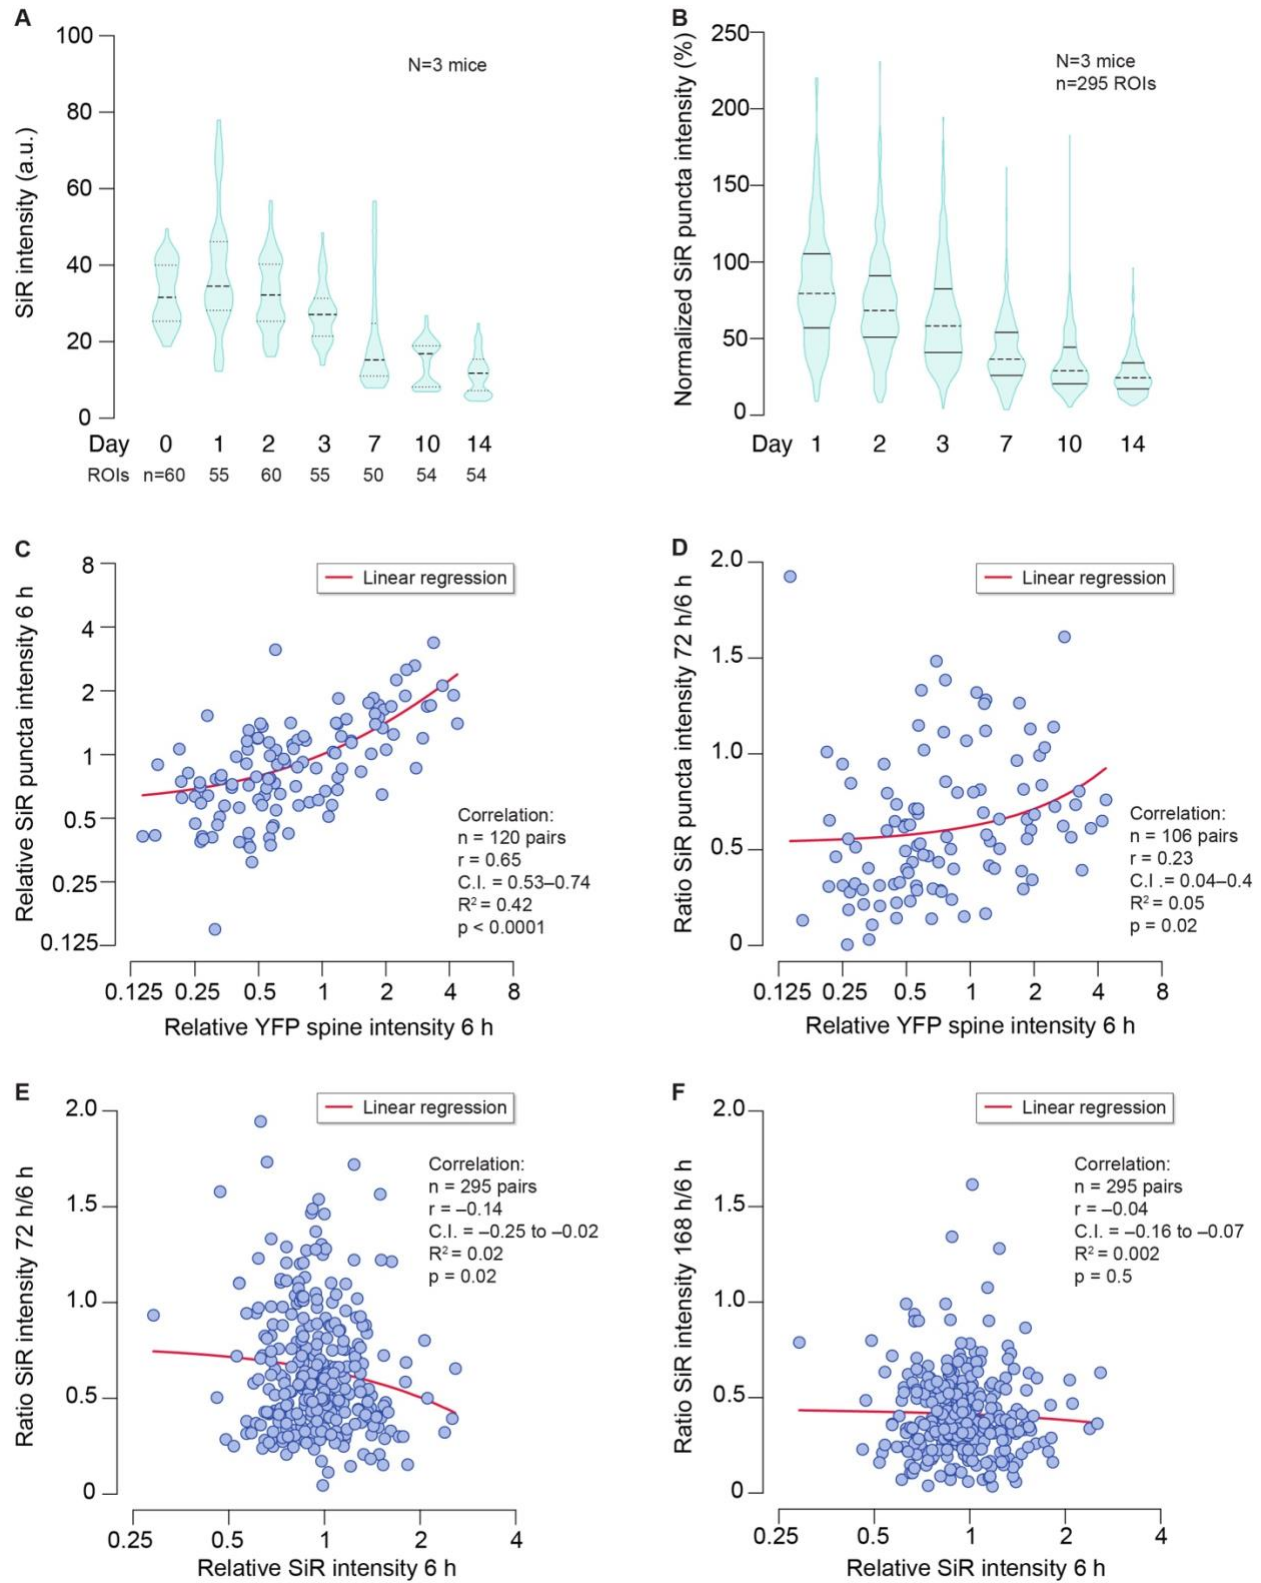 A
SiR intensity (a.u.)
100
80
60
40
20
0
N=3 mice
Day 0 1 2 3 7 10 14
ROIs n=60 55 60 55 50 54 54
B
Normalized SiR puncta intensity (%)
250
200
150
100
50
0
N=3 mice
n=295 ROIs
Day 1 2 3 7 10 14
C
Relative SiR puncta intensity 6 h
8
4
2
1
0.5
0.25
0.125
Linear regression
Correlation:
n = 120 pairs
r = 0.65
C.I. = 0.53–0.74
R² = 0.42
p < 0.0001
0.125 0.25 0.5 1 2 4 8
Relative YFP spine intensity 6 h
D
Ratio SiR puncta intensity 72 h/6 h
2.0
1.5
1.0
0.5
0
Linear regression
Correlation:
n = 106 pairs
r = 0.23
C.I .= 0.04–0.4
R² = 0.05
p = 0.02
0.125 0.25 0.5 1 2 4 8
Relative YFP spine intensity 6 h
E
Ratio SiR intensity 72 h/6 h
2.0
1.5
1.0
0.5
0
Linear regression
Correlation:
n = 295 pairs
r = –0.14
C.I. = –0.25 to –0.02
R² = 0.02
p = 0.02
0.25 0.5 1 2 4
Relative SiR intensity 6 h
F
Ratio SiR intensity 168 h/6 h
2.0
1.5
1.0
0.5
0
Linear regression
Correlation:
n = 295 pairs
r = –0.04
C.I. = –0.16 to –0.07
R² = 0.002
p = 0.5
0.25 0.5 1 2 4
Relative SiR intensity 6 h